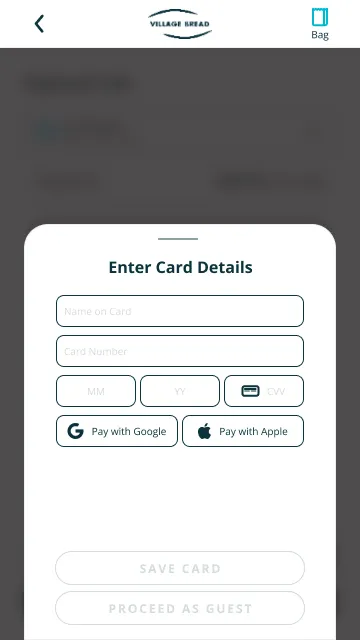 VILLAGE BREAD
Bag
Enter Card Details
Name on Card
Card Number
MM YY CVV
Pay with Google Pay with Apple
SAVE CARD
PROCEED AS GUEST